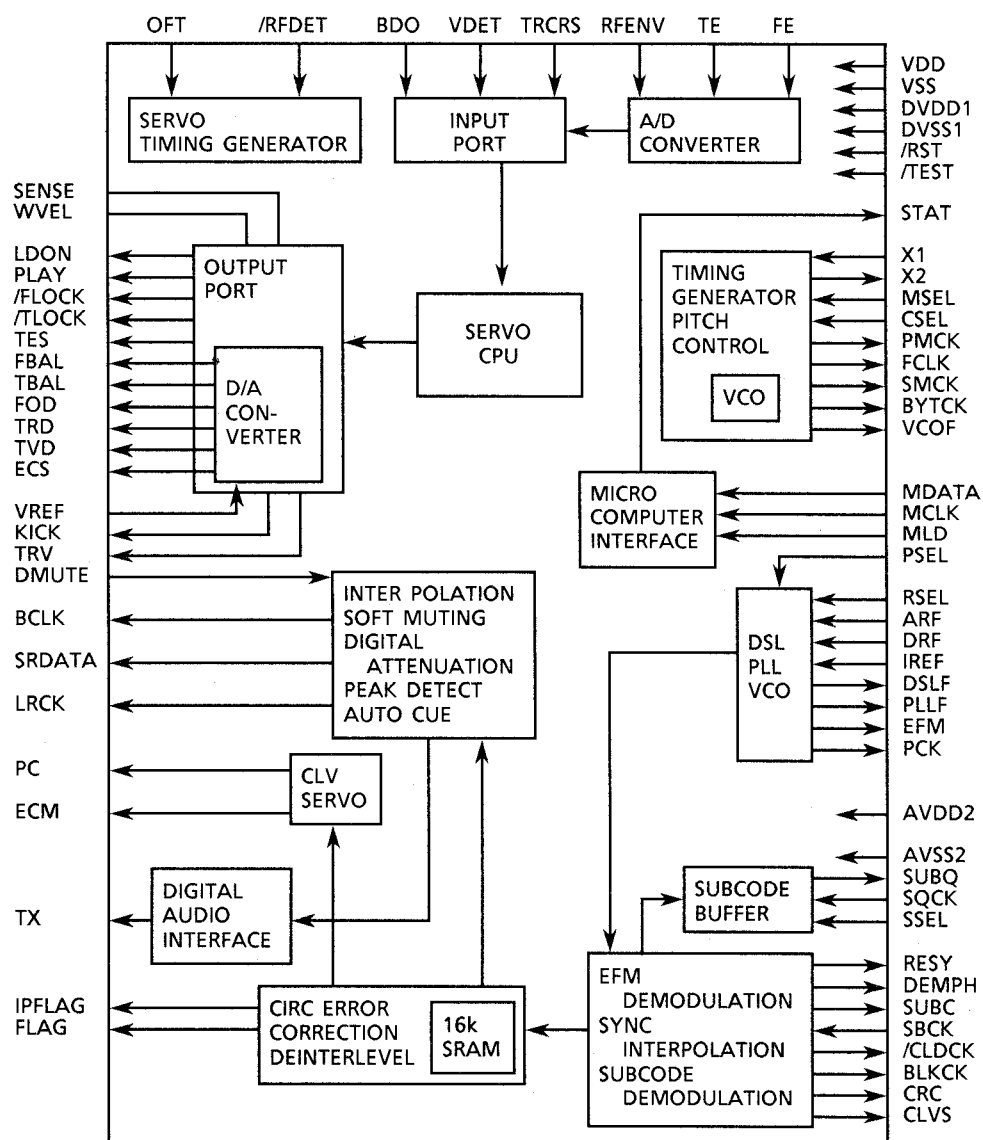 OFT /RFDET BDO VDET TRCRS RFENV TE FE
SERVO
TIMING GENERATOR
INPUT
PORT
A/D
CONVERTER
VDD
VSS
DVDD1
DVSS1
/RST
/TEST
STAT
SENSE
WVEL
LDON
PLAY
/FLOCK
/TLOCK
TES
FBAL
TBAL
FOD
TRD
TVD
ECS
VREF
KICK
TRV
DMUTE
BCLK
SRDATA
LRCK
PC
ECM
TX
IPFLAG
FLAG
OUTPUT
PORT
D/A
CON-
VERTER
SERVO
CPU
TIMING
GENERATOR
PITCH
CONTROL
VCO
X1
X2
MSEL
CSEL
PMCK
FCLK
SMCK
BYTCK
VCOF
MICRO
COMPUTER
INTERFACE
MDATA
MCLK
MLD
PSEL
INTER POLATION
SOFT MUTING
DIGITAL
ATTENUATION
PEAK DETECT
AUTO CUE
DSL
PLL
VCO
RSEL
ARF
DRF
IREF
DSLF
PLLF
EFM
PCK
CLV
SERVO
AVDD2
AVSS2
DIGITAL
AUDIO
INTERFACE
SUBCODE
BUFFER
SUBQ
SQCK
SSEL
CIRC ERROR
CORRECTION
DEINTERLEVEL
16k
SRAM
EFM
DEMODULATION
SYNC
INTERPOLATION
SUBCODE
DEMODULATION
RESY
DEMPH
SUBC
SBCK
/CLDCK
BLKCK
CRC
CLVS